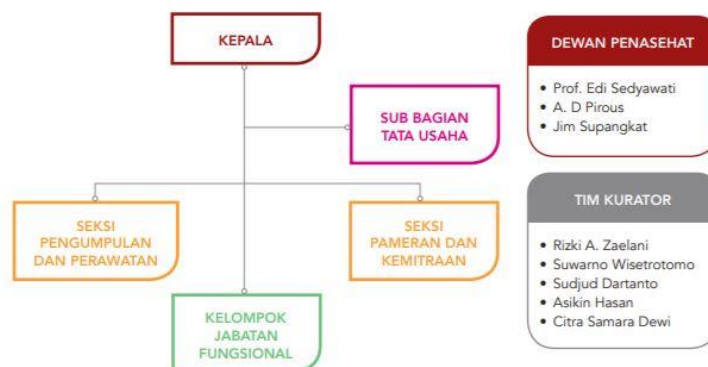 KEPALA
SUB BAGIAN
TATA USAHA
SEKSI
PENGUMPULAN
DAN PERAWATAN
SEKSI
PAMERAN DAN
KEMITRAAN
KELOMPOK
JABATAN
FUNGSIONAL
DEWAN PENASEHAT
• Prof. Edi Sedyawati
• A. D Pirous
• Jim Supangkat
TIM KURATOR
• Rizki A. Zaelani
• Suwarno Wisetrotomo
• Sudjud Dartanto
• Asikin Hasan
• Citra Samara Dewi